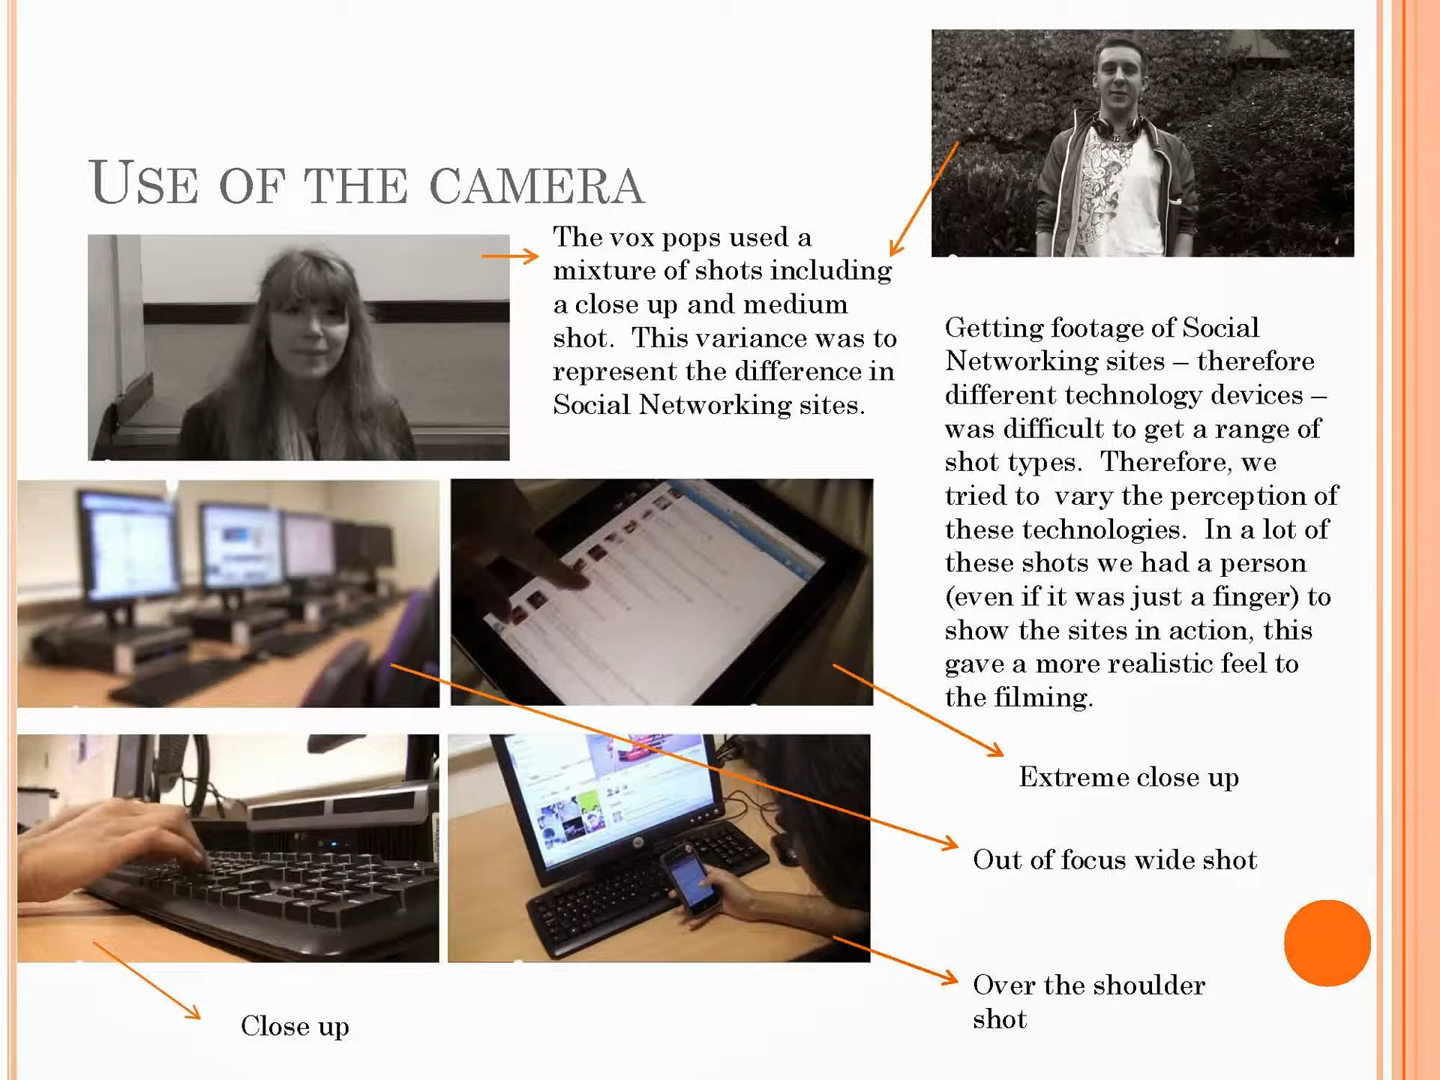 USE OF THE CAMERA
The vox pops used a
mixture of shots including
a close up and medium
shot.  This variance was to
represent the difference in
Social Networking sites.
Getting footage of Social
Networking sites – therefore
different technology devices –
was difficult to get a range of
shot types.  Therefore, we
tried to  vary the perception of
these technologies.  In a lot of
these shots we had a person
(even if it was just a finger) to
show the sites in action, this
gave a more realistic feel to
the filming.
Extreme close up
Out of focus wide shot
Over the shoulder
shot
Close up